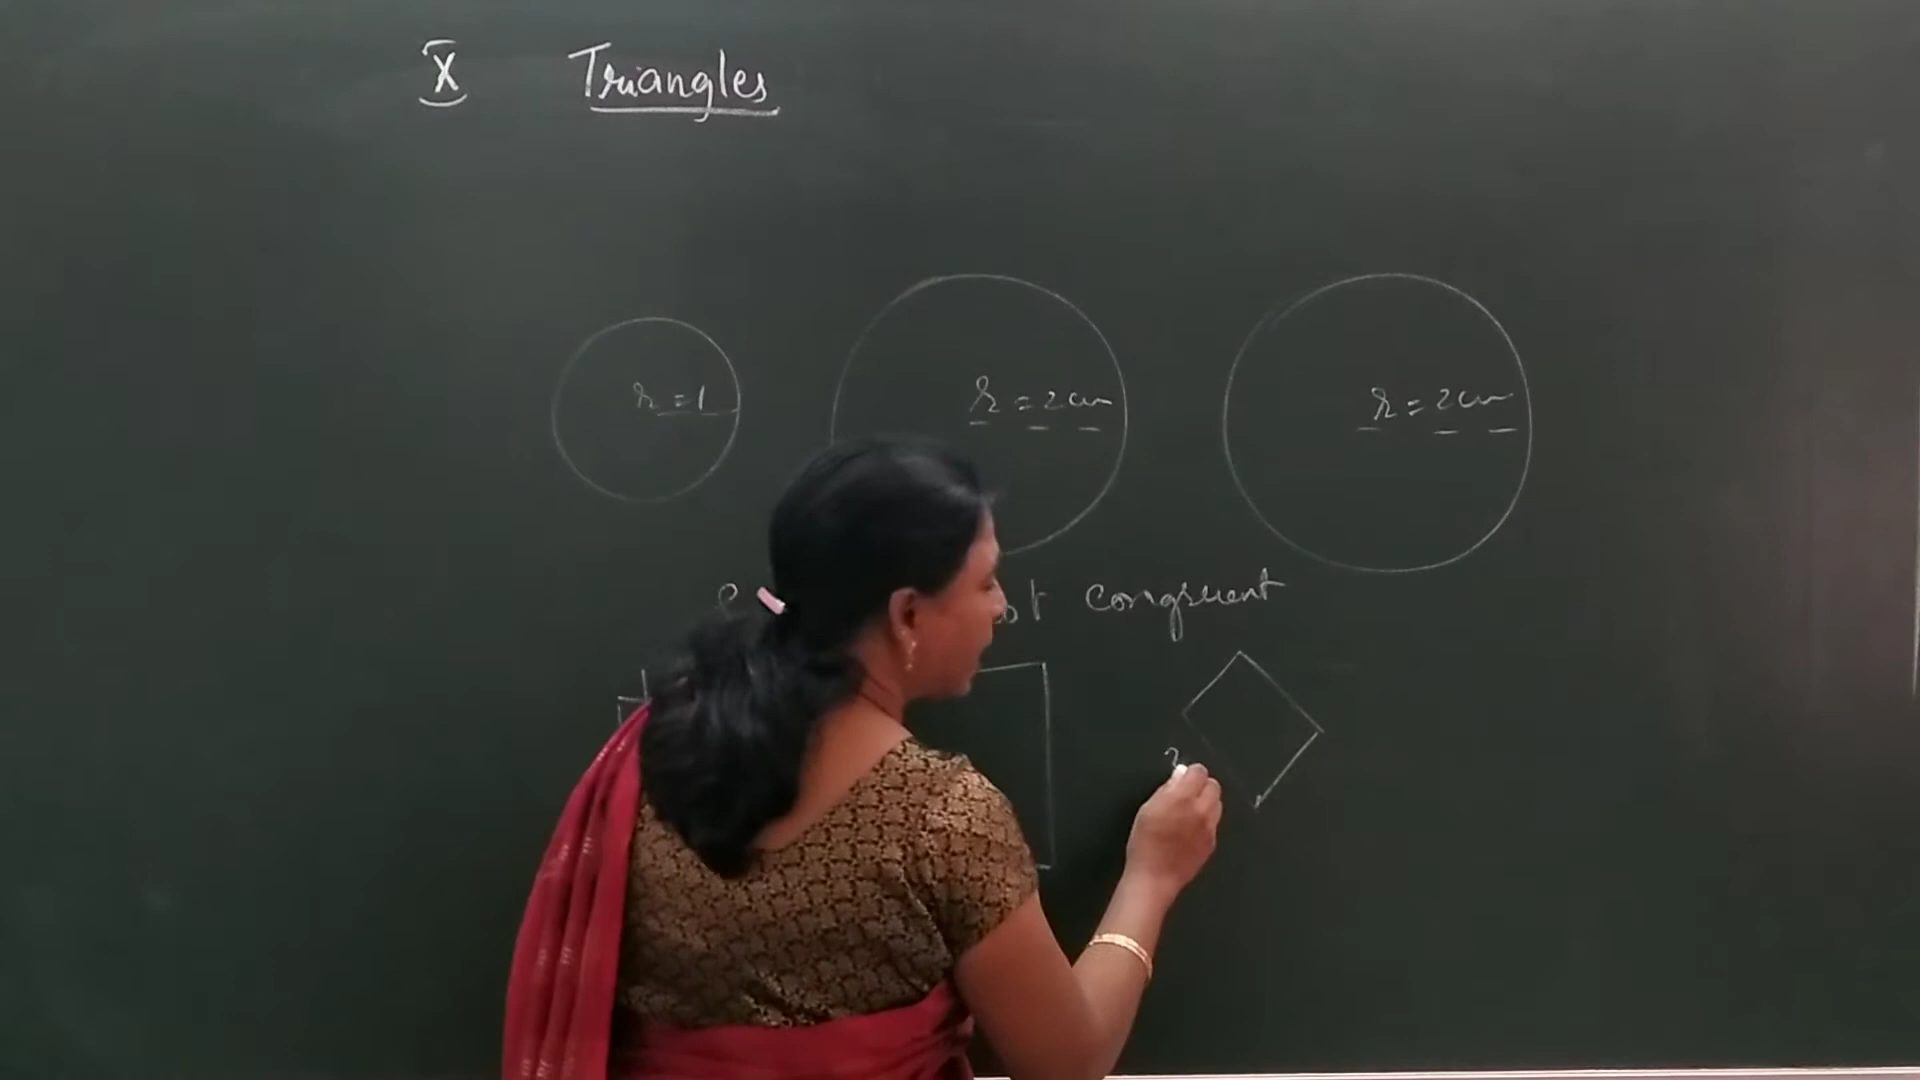 X Triangles
r = 1
r = 2cm
r = 2cm
congruent